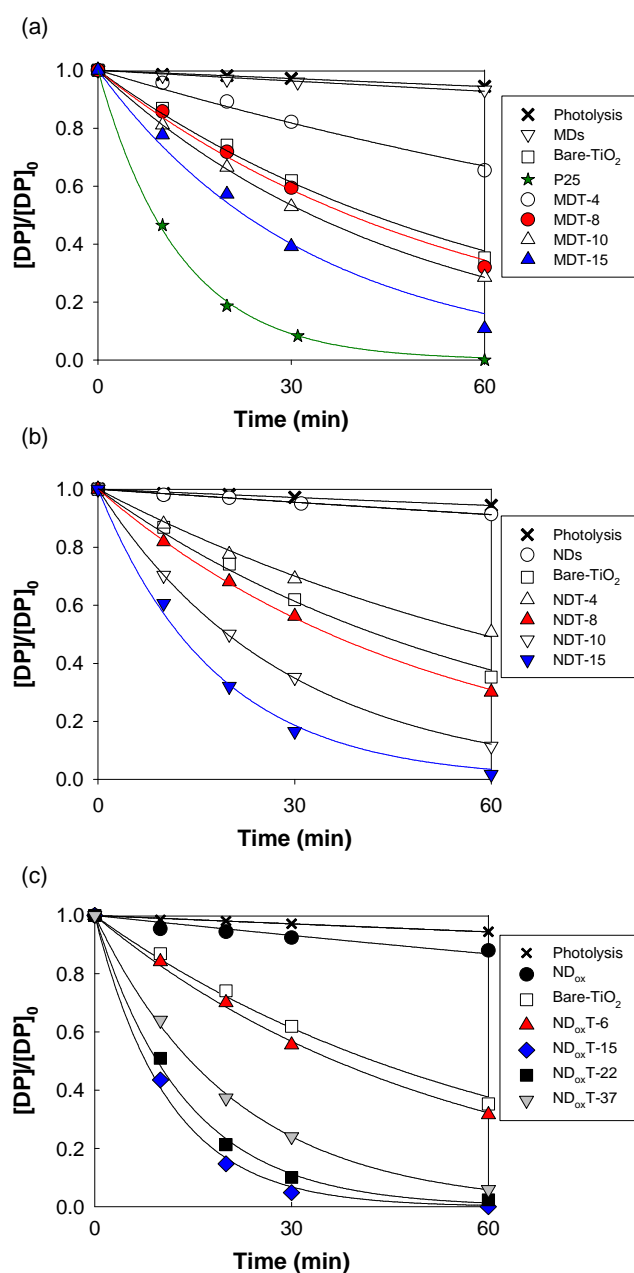 (a)
1.0
0.8
0.6
0.4
0.2
0.0
[DP]/[DP]₀
0 30 60
Time (min)
Photolysis
MDs
Bare-TiO₂
P25
MDT-4
MDT-8
MDT-10
MDT-15
(b)
1.0
0.8
0.6
0.4
0.2
0.0
[DP]/[DP]₀
0 30 60
Time (min)
Photolysis
NDs
Bare-TiO₂
NDT-4
NDT-8
NDT-10
NDT-15
(c)
1.0
0.8
0.6
0.4
0.2
0.0
[DP]/[DP]₀
0 30 60
Time (min)
Photolysis
NDₒₓ
Bare-TiO₂
NDₒₓT-6
NDₒₓT-15
NDₒₓT-22
NDₒₓT-37